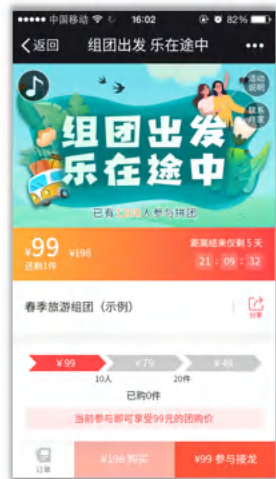 中国移动 16:02 82%
返回 组团出发 乐在途中
活动
说明
联系
商家
组团出发
乐在途中
已有 人参与拼团
¥99 ¥198
还剩1件
距离结束仅剩 5 天
21 : 09 : 32
春季旅游组团（示例）
分享
¥99 ¥79 ¥49
10人 20件
已购0件
当前参与即可享受99元的团购价
订单
¥198 购买
¥99 参与接龙